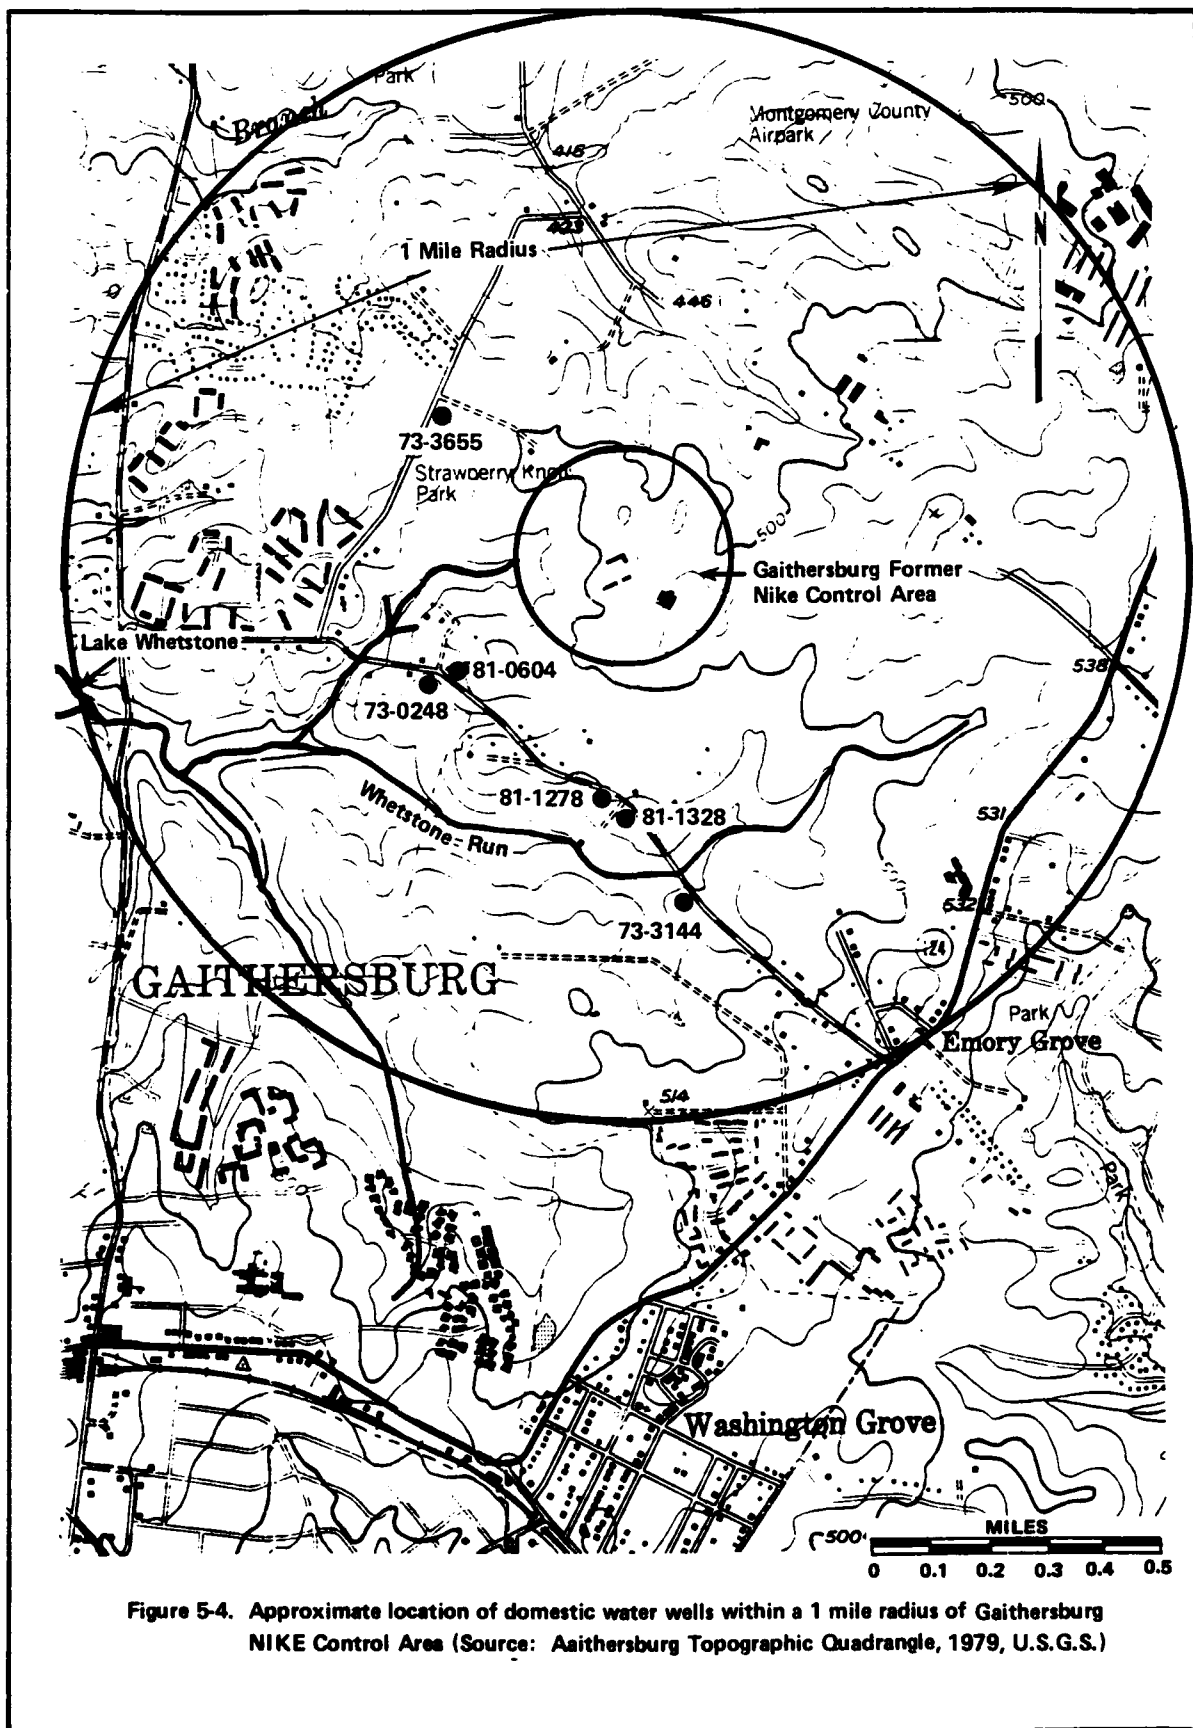 Park
Branch
500
Montgomery County
Airpark
418
423
1 Mile Radius
N
446
73-3655
Strawberry Knoll
Park
500
Gaithersburg Former
Nike Control Area
Lake Whetstone
81-0604
538
73-0248
81-1278
Whetstone Run
81-1328
531
532
73-3144
124
GAITHERSBURG
Park
Emory Grove
514
Park
Washington Grove
500
MILES
0 0.1 0.2 0.3 0.4 0.5
Figure 5-4. Approximate location of domestic water wells within a 1 mile radius of Gaithersburg
NIKE Control Area (Source: Aaithersburg Topographic Quadrangle, 1979, U.S.G.S.)